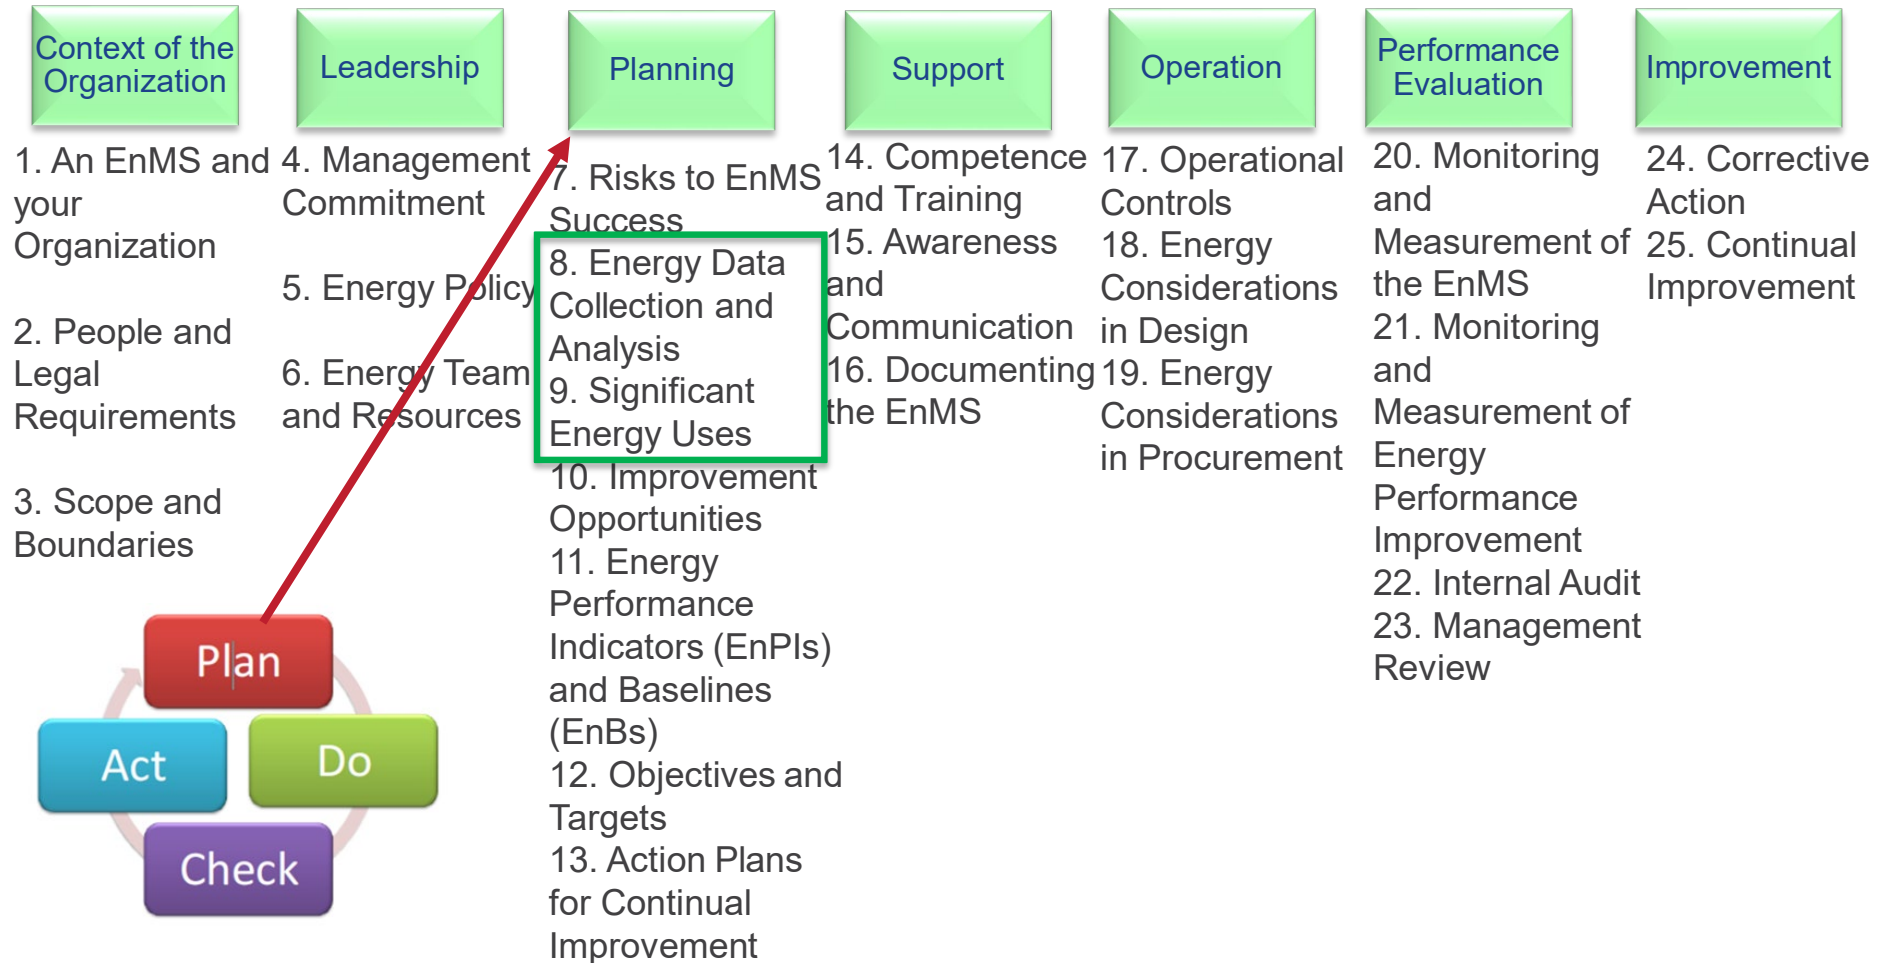 Context of the
Organization
Leadership
Planning
Support
Operation
Performance
Evaluation
Improvement
1. An EnMS and
your
Organization
2. People and
Legal
Requirements
3. Scope and
Boundaries
4. Management
Commitment
5. Energy Policy
6. Energy Team
and Resources
7. Risks to EnMS
Success
8. Energy Data
Collection and
Analysis
9. Significant
Energy Uses
10. Improvement
Opportunities
11. Energy
Performance
Indicators (EnPIs)
and Baselines
(EnBs)
12. Objectives and
Targets
13. Action Plans
for Continual
Improvement
14. Competence
and Training
15. Awareness
and
Communication
16. Documenting
the EnMS
17. Operational
Controls
18. Energy
Considerations
in Design
19. Energy
Considerations
in Procurement
20. Monitoring
and
Measurement of
the EnMS
21. Monitoring
and
Measurement of
Energy
Performance
Improvement
22. Internal Audit
23. Management
Review
24. Corrective
Action
25. Continual
Improvement
Plan
Act
Do
Check